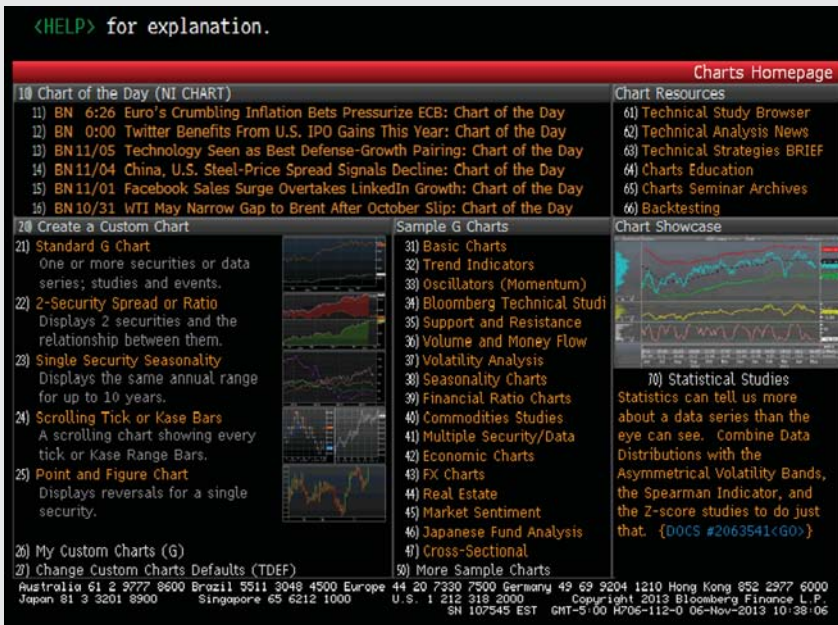 <HELP> for explanation.
Charts Homepage
10) Chart of the Day (NI CHART)
11) BN 6:26 Euro's Crumbling Inflation Bets Pressurize ECB: Chart of the Day
12) BN 0:00 Twitter Benefits From U.S. IPO Gains This Year: Chart of the Day
13) BN 11/05 Technology Seen as Best Defense-Growth Pairing: Chart of the Day
14) BN 11/04 China, U.S. Steel-Price Spread Signals Decline: Chart of the Day
15) BN 11/01 Facebook Sales Surge Overtakes LinkedIn Growth: Chart of the Day
16) BN 10/31 WTI May Narrow Gap to Brent After October Slip: Chart of the Day
Chart Resources
61) Technical Study Browser
62) Technical Analysis News
63) Technical Strategies BRIEF
64) Charts Education
65) Charts Seminar Archives
66) Backtesting
20) Create a Custom Chart
21) Standard G Chart
One or more securities or data
series; studies and events.
22) 2-Security Spread or Ratio
Displays 2 securities and the
relationship between them.
23) Single Security Seasonality
Displays the same annual range
for up to 10 years.
24) Scrolling Tick or Kase Bars
A scrolling chart showing every
tick or Kase Range Bars.
25) Point and Figure Chart
Displays reversals for a single
security.
26) My Custom Charts (G)
27) Change Custom Charts Defaults (TDEF)
Sample G Charts
31) Basic Charts
32) Trend Indicators
33) Oscillators (Momentum)
34) Bloomberg Technical Studi
35) Support and Resistance
36) Volume and Money Flow
37) Volatility Analysis
38) Seasonality Charts
39) Financial Ratio Charts
40) Commodities Studies
41) Multiple Security/Data
42) Economic Charts
43) FX Charts
44) Real Estate
45) Market Sentiment
46) Japanese Fund Analysis
47) Cross-Sectional
50) More Sample Charts
Chart Showcase
70) Statistical Studies
Statistics can tell us more
about a data series than the
eye can see. Combine Data
Distributions with the
Asymmetrical Volatility Bands,
the Spearman Indicator, and
the Z-score studies to do just
that. {DOCS #2063541<GO>}
Australia 61 2 9777 8600 Brazil 5511 3048 4500 Europe 44 20 7330 7500 Germany 49 69 9204 1210 Hong Kong 852 2977 6000
Japan 81 3 3201 8900 Singapore 65 6212 1000 U.S. 1 212 318 2000 Copyright 2013 Bloomberg Finance L.P.
SN 107545 EST GMT-5:00 H706-112-0 06-Nov-2013 10:38:06